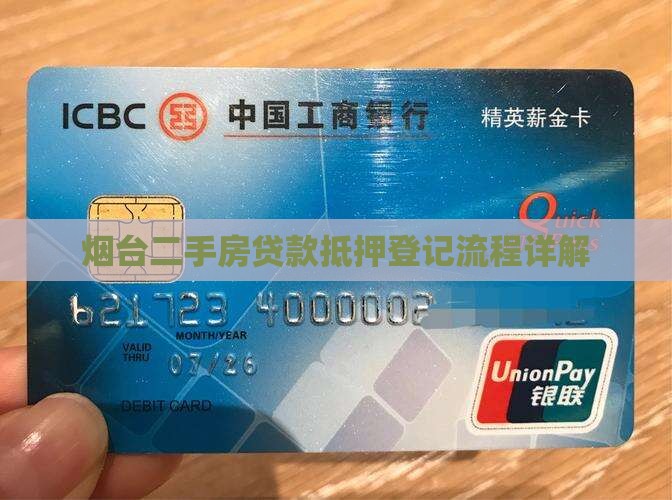 ICBC 中国工商银行 精英薪金卡
Quick
烟台二手房贷款抵押登记流程详解
621723 4000002
MONTH/YEAR
VALID
THRU
07/26
DEBIT CARD
UnionPay
银联